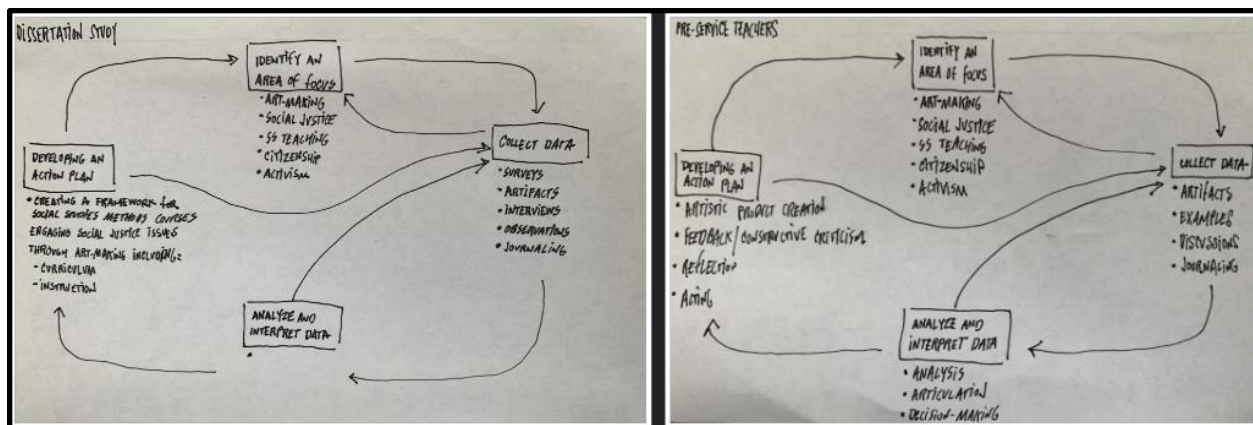 DISSERTATION STUDY
IDENTIFY AN
AREA OF FOCUS
• ART-MAKING
• SOCIAL JUSTICE
• SS TEACHING
• CITIZENSHIP
• ACTIVISM
COLLECT DATA
• SURVEYS
• ARTIFACTS
• INTERVIEWS
• OBSERVATIONS
• JOURNALING
DEVELOPING AN
ACTION PLAN
• CREATING A FRAMEWORK FOR
SOCIAL STUDIES METHODS COURSES
ENGAGING SOCIAL JUSTICE ISSUES
THROUGH ART-MAKING INCLUDING:
- CURRICULUM
- INSTRUCTION
ANALYZE AND
INTERPRET DATA
•
PRE-SERVICE TEACHERS
IDENTIFY AN
AREA OF FOCUS
• ART-MAKING
• SOCIAL JUSTICE
• SS TEACHING
• CITIZENSHIP
• ACTIVISM
COLLECT DATA
• ARTIFACTS
• EXAMPLES
• DISCUSSIONS
• JOURNALING
DEVELOPING AN
ACTION PLAN
• ARTISTIC PRODUCT CREATION
• FEEDBACK/CONSTRUCTIVE CRITICISM
• REFLECTION
• ACTING
ANALYZE AND
INTERPRET DATA
• ANALYSIS
• ARTICULATION
• DECISION-MAKING